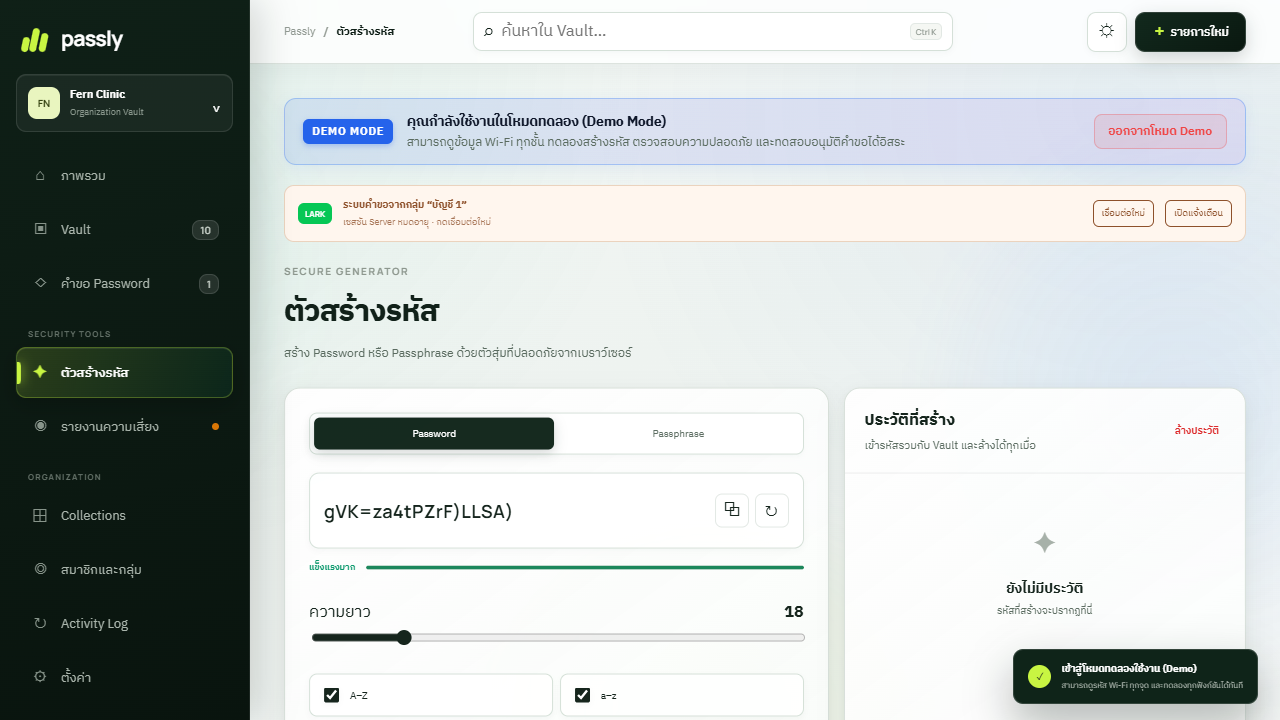 passly
Passly / ตัวสร้างรหัส
ค้นหาใน Vault...
Ctrl K
+ รายการใหม่
FN
Fern Clinic
Organization Vault
v
ภาพรวม
Vault
10
คำขอ Password
1
SECURITY TOOLS
ตัวสร้างรหัส
รายงานความเสี่ยง
ORGANIZATION
Collections
สมาชิกและกลุ่ม
Activity Log
ตั้งค่า
DEMO MODE
คุณกำลังใช้งานในโหมดทดลอง (Demo Mode)
สามารถดูข้อมูล Wi-Fi ทุกชั้น ทดลองสร้างรหัส ตรวจสอบความปลอดภัย และทดสอบอนุมัติคำขอได้อิสระ
ออกจากโหมด Demo
LARK
ระบบคำขอจากกลุ่ม “บัญชี 1”
เซสชัน Server หมดอายุ · กดเชื่อมต่อใหม่
เชื่อมต่อใหม่
เปิดแจ้งเตือน
SECURE GENERATOR
ตัวสร้างรหัส
สร้าง Password หรือ Passphrase ด้วยตัวสุ่มที่ปลอดภัยจากเบราว์เซอร์
Password
Passphrase
gVK=za4tPZrF)LLSA)
แข็งแรงมาก
ความยาว
18
A–Z
a–z
ประวัติที่สร้าง
เข้ารหัสรวมกับ Vault และล้างได้ทุกเมื่อ
ล้างประวัติ
ยังไม่มีประวัติ
รหัสที่สร้างจะปรากฏที่นี่
เข้าสู่โหมดทดลองใช้งาน (Demo)
สามารถดูรหัส Wi-Fi ทุกจุด และทดลองทุกฟังก์ชันได้ทันที